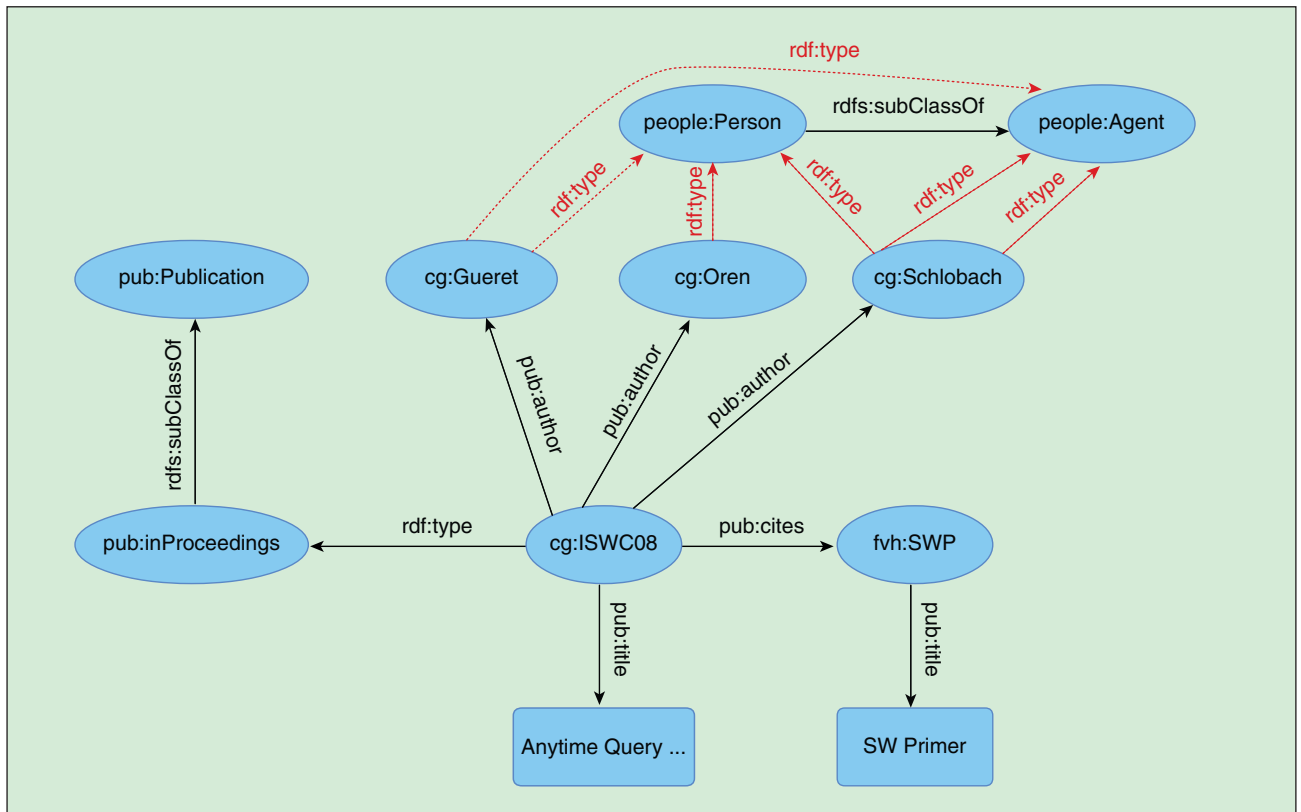 rdf:type
people:Person
rdfs:subClassOf
people:Agent
rdf:type
rdf:type
rdf:type
rdf:type
rdf:type
pub:Publication
cg:Gueret
cg:Oren
cg:Schlobach
rdfs:subClassOf
pub:author
pub:author
pub:author
pub:inProceedings
rdf:type
cg:ISWC08
pub:cites
fvh:SWP
pub:title
pub:title
Anytime Query ...
SW Primer